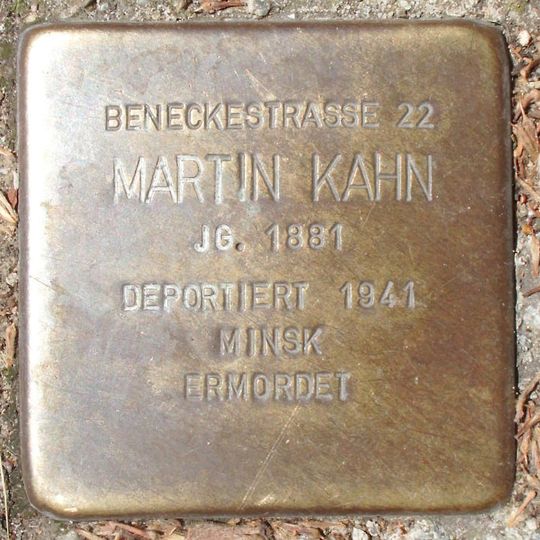 BENECKESTRASSE 22
MARTIN KAHN
JG. 1881
DEPORTIERT 1941
MINSK
ERMORDET